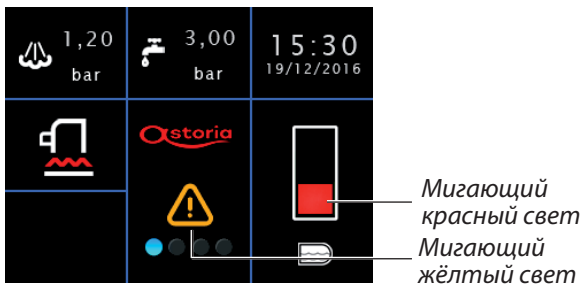 1,20
bar
3,00
bar
15:30
19/12/2016
astoria
Мигающий
красный свет
Мигающий
жёлтый свет